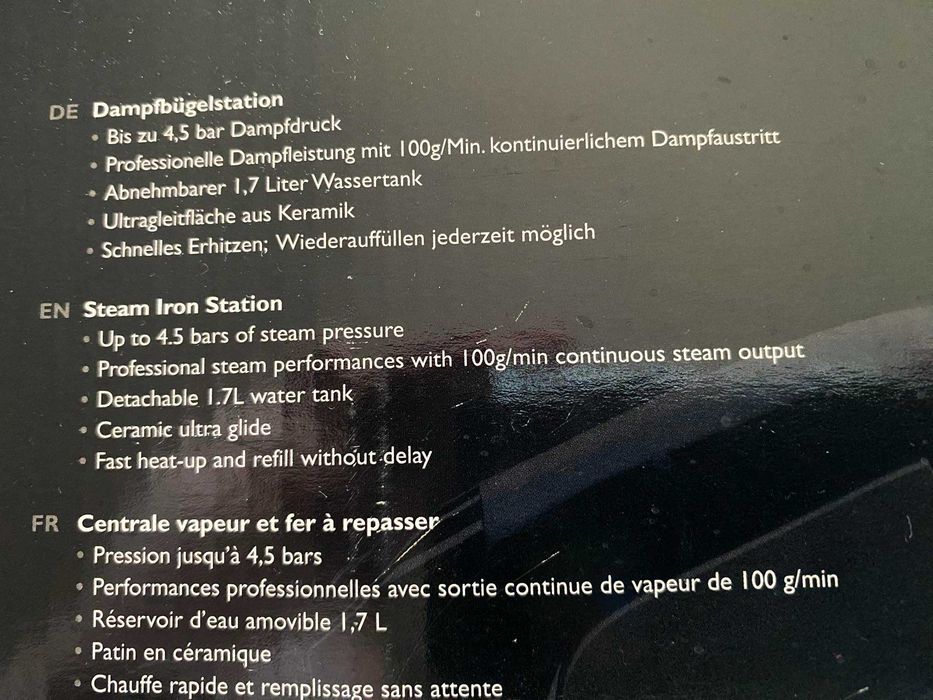 DE Dampfbügelstation
• Bis zu 4,5 bar Dampfdruck
• Professionelle Dampfleistung mit 100g/Min. kontinuierlichem Dampfaustritt
• Abnehmbarer 1,7 Liter Wassertank
• Ultragleitfläche aus Keramik
• Schnelles Erhitzen; Wiederauffüllen jederzeit möglich
EN Steam Iron Station
• Up to 4.5 bars of steam pressure
• Professional steam performances with 100g/min continuous steam output
• Detachable 1.7L water tank
• Ceramic ultra glide
• Fast heat-up and refill without delay
FR Centrale vapeur et fer à repasser
• Pression jusqu'à 4,5 bars
• Performances professionnelles avec sortie continue de vapeur de 100 g/min
• Réservoir d'eau amovible 1,7 L
• Patin en céramique
• Chauffe rapide et remplissage sans attente